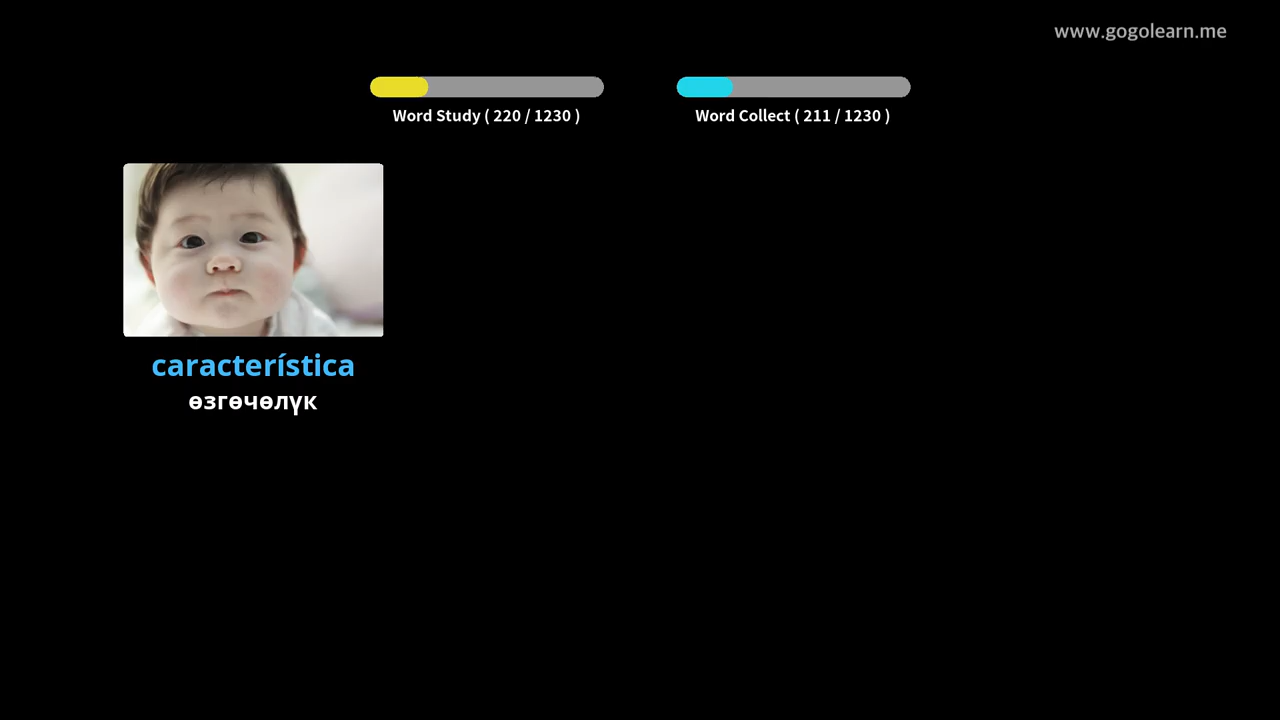 www.gogolearn.me
Word Study ( 220 / 1230 )
Word Collect ( 211 / 1230 )
característica
өзгөчөлүк